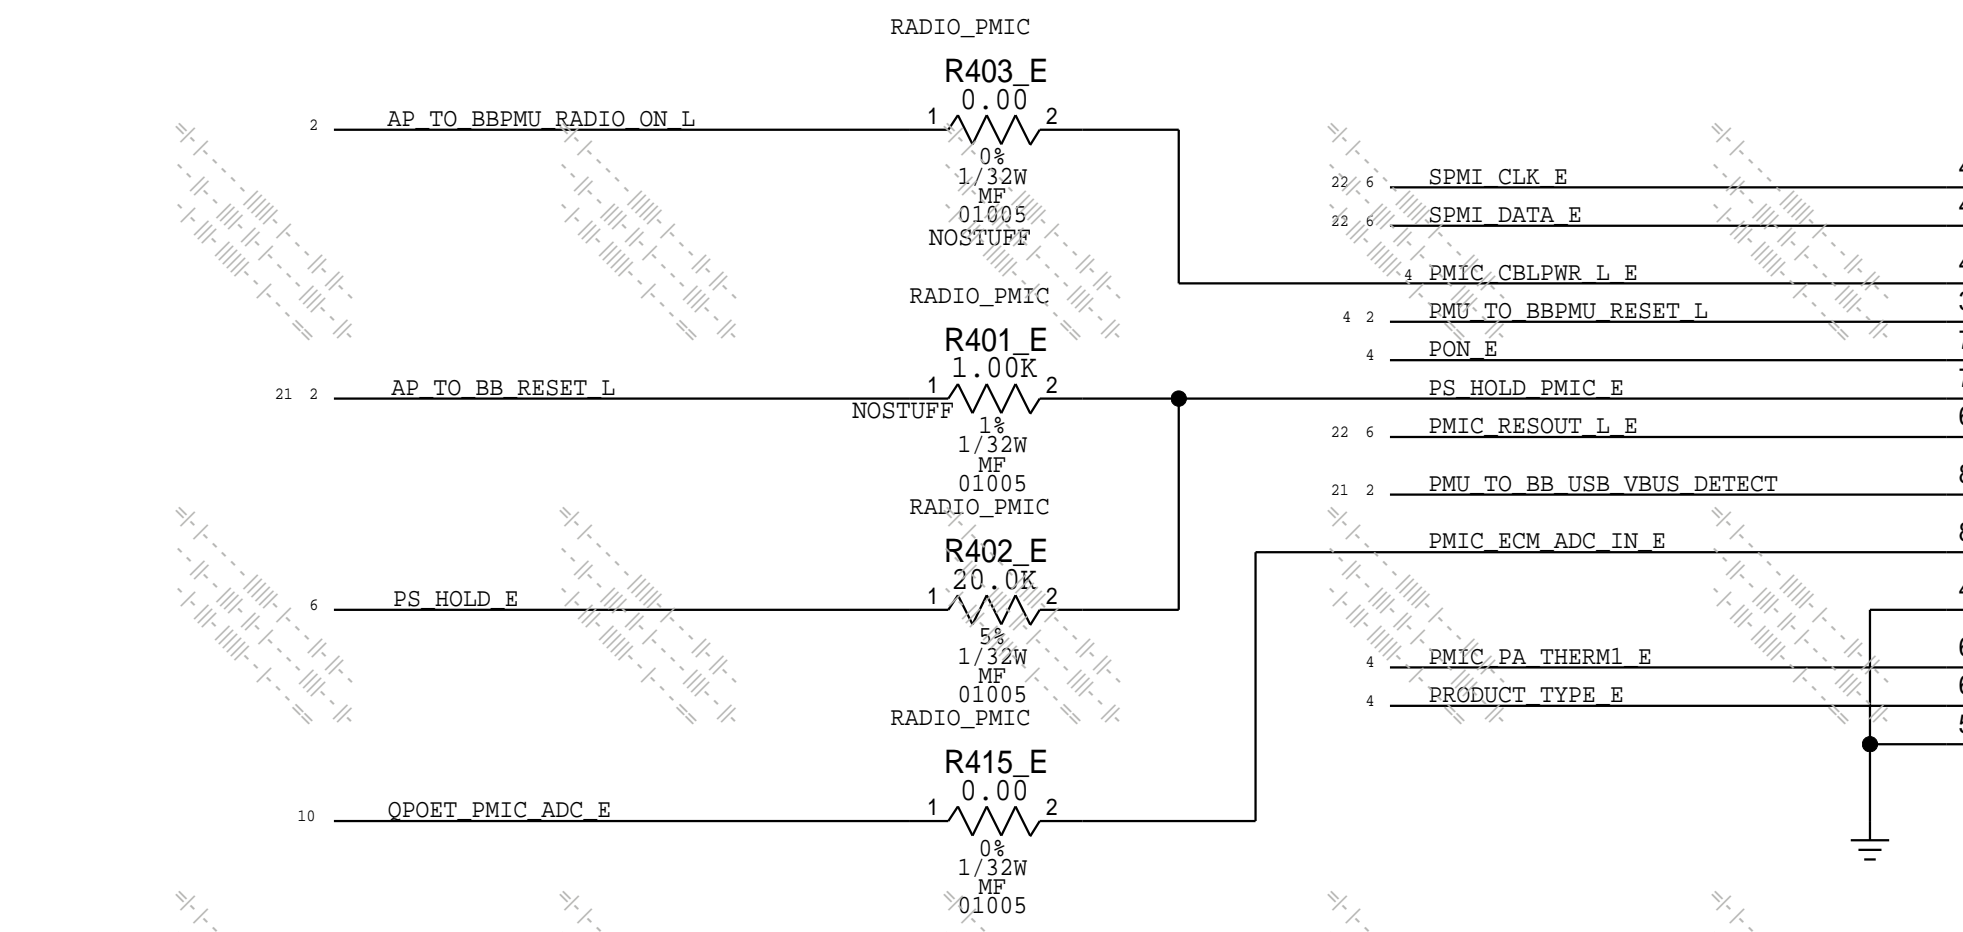 RADIO_PMIC
R403_E
0.00
2 AP_TO_BBPMU_RADIO_ON_L 1 2
0%
1/32W
MF
01005
NOSTUFF
RADIO_PMIC
R401_E
1.00K
21 2 AP_TO_BB_RESET_L 1 2
NOSTUFF
1%
1/32W
MF
01005
RADIO_PMIC
R402_E
20.0K
6 PS_HOLD_E 1 2
5%
1/32W
MF
01005
RADIO_PMIC
R415_E
0.00
10 QPOET_PMIC_ADC_E 1 2
0%
1/32W
MF
01005
22 6 SPMI_CLK_E
22 6 SPMI_DATA_E
4 PMIC_CBLPWR_L_E
4 2 PMU_TO_BBPMU_RESET_L
4 PON_E
PS_HOLD_PMIC_E
22 6 PMIC_RESOUT_L_E
21 2 PMU_TO_BB_USB_VBUS_DETECT
PMIC_ECM_ADC_IN_E
4 PMIC_PA_THERM1_E
4 PRODUCT_TYPE_E